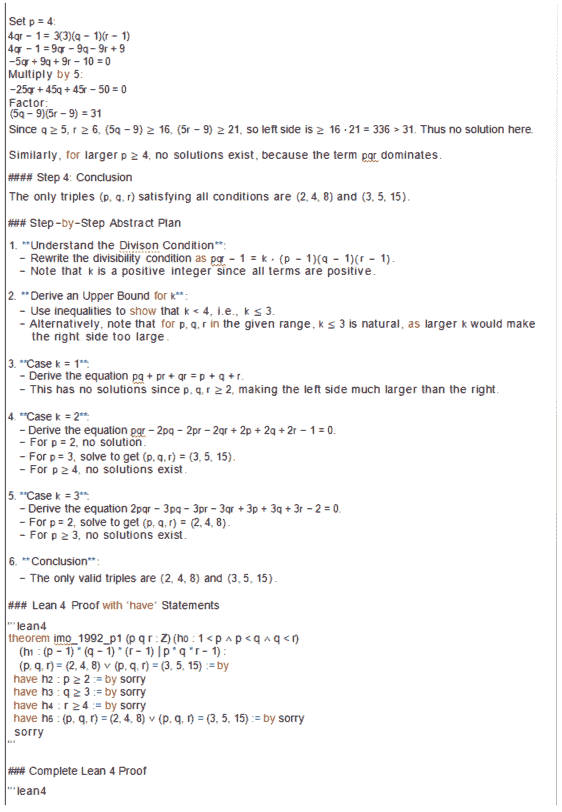 Set p = 4:
4qr − 1 = 3(3)(q − 1)(r − 1)
4qr − 1 = 9qr − 9q − 9r + 9
−5qr + 9q + 9r − 10 = 0
Multiply by 5:
−25qr + 45q + 45r − 50 = 0
Factor:
(5q − 9)(5r − 9) = 31
Since q ≥ 5, r ≥ 6, (5q − 9) ≥ 16, (5r − 9) ≥ 21, so left side is ≥ 16 · 21 = 336 > 31. Thus no solution here.
Similarly, for larger p ≥ 4, no solutions exist, because the term pqr dominates.
#### Step 4: Conclusion
The only triples (p, q, r) satisfying all conditions are (2, 4, 8) and (3, 5, 15).
### Step-by-Step Abstract Plan
1. **Understand the Divison Condition**:
– Rewrite the divisibility condition as pqr − 1 = k · (p − 1)(q − 1)(r − 1).
– Note that k is a positive integer since all terms are positive.
2. **Derive an Upper Bound for k**:
– Use inequalities to show that k < 4, i.e., k ≤ 3.
– Alternatively, note that for p, q, r in the given range, k ≤ 3 is natural, as larger k would make
the right side too large.
3. **Case k = 1**:
– Derive the equation pq + pr + qr = p + q + r.
– This has no solutions since p, q, r ≥ 2, making the left side much larger than the right.
4. **Case k = 2**:
– Derive the equation pqr − 2pq − 2pr − 2qr + 2p + 2q + 2r − 1 = 0.
– For p = 2, no solution.
– For p = 3, solve to get (p, q, r) = (3, 5, 15).
– For p ≥ 4, no solutions exist.
5. **Case k = 3**:
– Derive the equation 2pqr − 3pq − 3pr − 3qr + 3p + 3q + 3r − 2 = 0.
– For p = 2, solve to get (p, q, r) = (2, 4, 8).
– For p ≥ 3, no solutions exist.
6. **Conclusion**:
– The only valid triples are (2, 4, 8) and (3, 5, 15).
### Lean 4 Proof with 'have' Statements
```lean4
theorem imo_1992_p1 (p q r : Z) (h₀ : 1 < p ∧ p < q ∧ q < r)
(h₁ : (p − 1) * (q − 1) * (r − 1) | p * q * r − 1) :
(p, q, r) = (2, 4, 8) ∨ (p, q, r) = (3, 5, 15) := by
have h₂ : p ≥ 2 := by sorry
have h₃ : q ≥ 3 := by sorry
have h₄ : r ≥ 4 := by sorry
have h₆ : (p, q, r) = (2, 4, 8) ∨ (p, q, r) = (3, 5, 15) := by sorry
sorry
```
### Complete Lean 4 Proof
```lean4